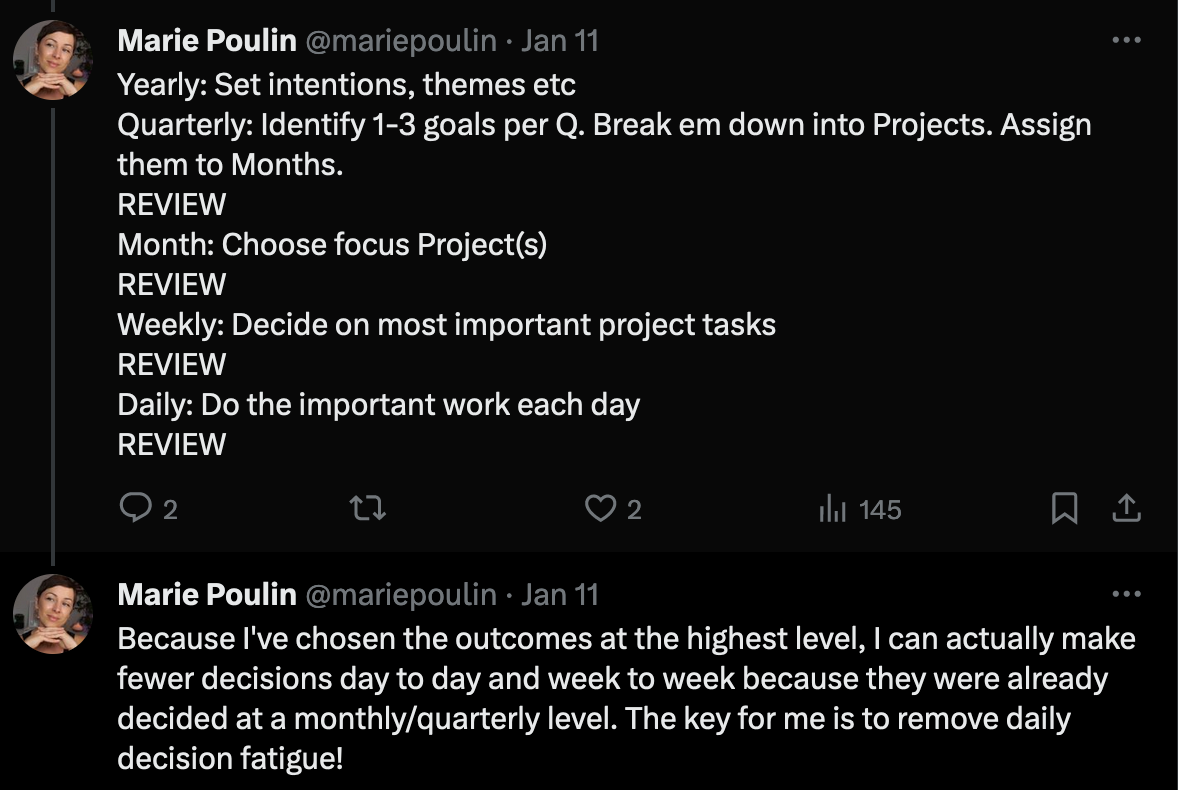 Marie Poulin @mariepoulin · Jan 11
Yearly: Set intentions, themes etc
Quarterly: Identify 1-3 goals per Q. Break em down into Projects. Assign
them to Months.
REVIEW
Month: Choose focus Project(s)
REVIEW
Weekly: Decide on most important project tasks
REVIEW
Daily: Do the important work each day
REVIEW
2 2 145
Marie Poulin @mariepoulin · Jan 11
Because I've chosen the outcomes at the highest level, I can actually make
fewer decisions day to day and week to week because they were already
decided at a monthly/quarterly level. The key for me is to remove daily
decision fatigue!